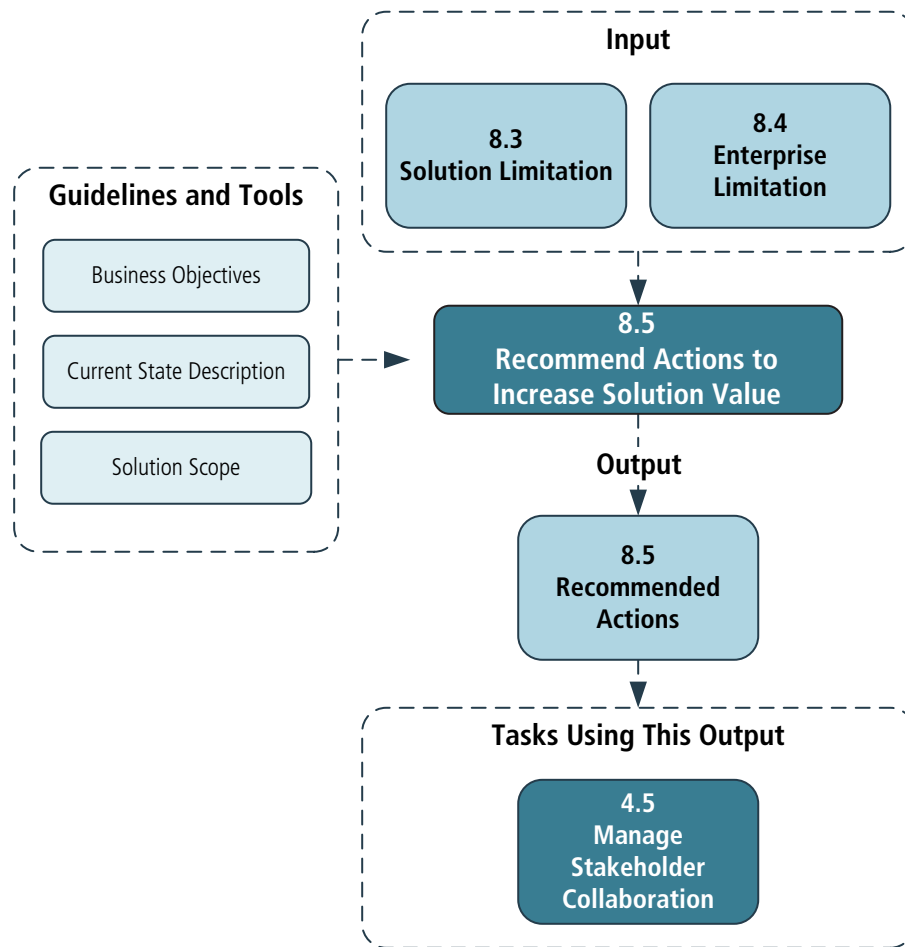 Input
8.3
Solution Limitation
8.4
Enterprise
Limitation
Guidelines and Tools
Business Objectives
Current State Description
Solution Scope
8.5
Recommend Actions to
Increase Solution Value
Output
8.5
Recommended
Actions
Tasks Using This Output
4.5
Manage
Stakeholder
Collaboration